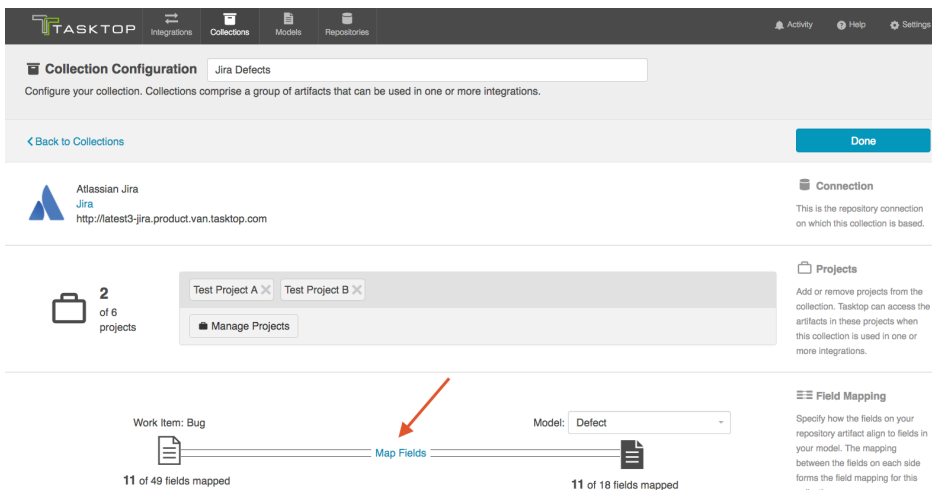 TASKTOP
Integrations
Collections
Models
Repositories
Activity
Help
Settings
Collection Configuration
Jira Defects
Configure your collection. Collections comprise a group of artifacts that can be used in one or more integrations.
Back to Collections
Done
Atlassian Jira
Jira
http://latest3-jira.product.van.tasktop.com
Connection
This is the repository connection
on which this collection is based.
2
of 6
projects
Test Project A
Test Project B
Manage Projects
Projects
Add or remove projects from the
collection. Tasktop can access the
artifacts in these projects when
this collection is used in one or
more integrations.
Work Item: Bug
Map Fields
Model:
Defect
11 of 49 fields mapped
11 of 18 fields mapped
Field Mapping
Specify how the fields on your
repository artifact align to fields in
your model. The mapping
between the fields on each side
forms the field mapping for this